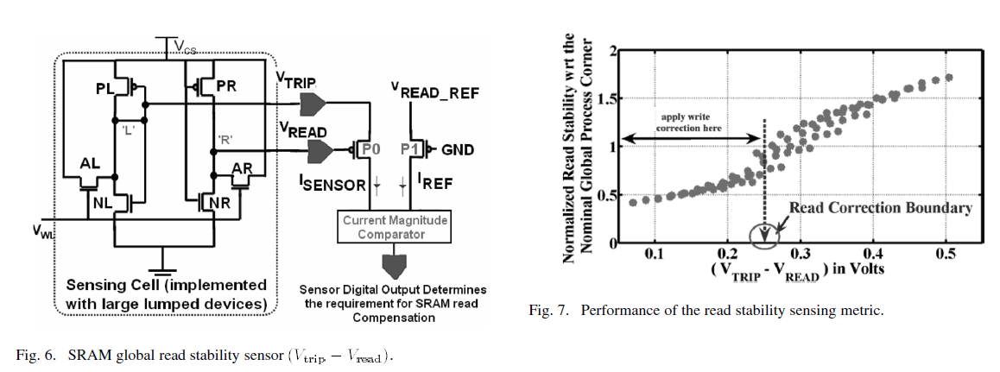 V_CS
PL
PR
V_TRIP
V_READ_REF
'L'
'R'
V_READ
P0
P1
GND
AL
AR
I_SENSOR
I_REF
NL
NR
V_WL
Current Magnitude
Comparator
Sensing Cell (implemented
with large lumped devices)
Sensor Digital Output Determines
the requirement for SRAM read
Compensation
Fig. 6. SRAM global read stability sensor (V_trip − V_read).
Normalized Read Stability wrt the
Nominal Global Process Corner
2
1.5
1
0.5
0
apply write
correction here
Read Correction Boundary
0.1
0.2
0.3
0.4
0.5
(V_TRIP - V_READ) in Volts
Fig. 7. Performance of the read stability sensing metric.